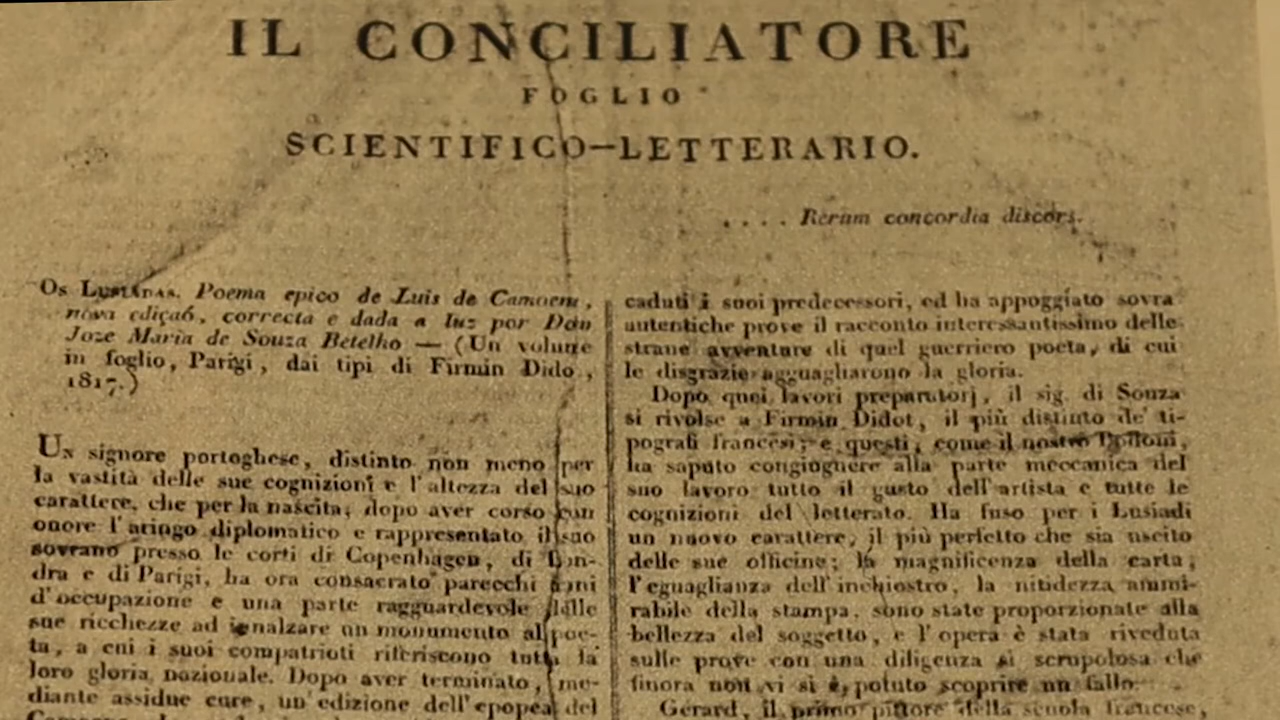 IL CONCILIATORE
FOGLIO
SCIENTIFICO-LETTERARIO.
.... Rerum concordia discors.
OS LUSIADAS. Poema epico de Luis de Camoens,
nova ediçaó, correcta e dada a luz por Don
Joze Maria de Souza Betelho — (Un volume
in foglio, Parigi, dai tipi di Firmin Dido,
1817.)
UN signore portoghese, distinto non meno per
la vastità delle sue cognizioni e l'altezza del suo
carattere, che per la nascita, dopo aver corso con
onore l'aringo diplomatico e rappresentato il suo
sovrano presso le corti di Copenhagen, di Lon-
dra e di Parigi, ha ora consacrato parecchi anni
d'occupazione e una parte ragguardevole delle
sue ricchezze ad innalzare un monumento al poe-
ta, a cui i suoi compatrioti riferiscono tutta la
loro gloria nazionale. Dopo aver terminato, me-
diante assidue cure, un'edizione dell'epopea del
caduti i suoi predecessori, ed ha appoggiato sovra
autentiche prove il racconto interessantissimo delle
strane avventure di quel guerriero poeta, di cui
le disgrazie agguagliarono la gloria.
Dopo quei lavori preparatorj, il sig. di Souza
si rivolse a Firmin Didot, il più distinto de' ti-
pografi francesi; e questi, come il nostro Bodoni,
ha saputo congiugnere alla parte meccanica del
suo lavoro tutto il gusto dell'artista e tutte le
cognizioni del letterato. Ha fuso per i Lusiadi
un nuovo carattere, il più perfetto che sia uscito
delle sue officine; la magnificenza della carta,
l'eguaglianza dell'inchiostro, la nitidezza ammi-
rabile della stampa, sono state proporzionate alla
bellezza del soggetto, e l'opera è stata riveduta
sulle prove con una diligenza si scrupolosa che
finora non vi si è potuto scoprire un fallo.
Gerard, il primo pittore della scuola francese,